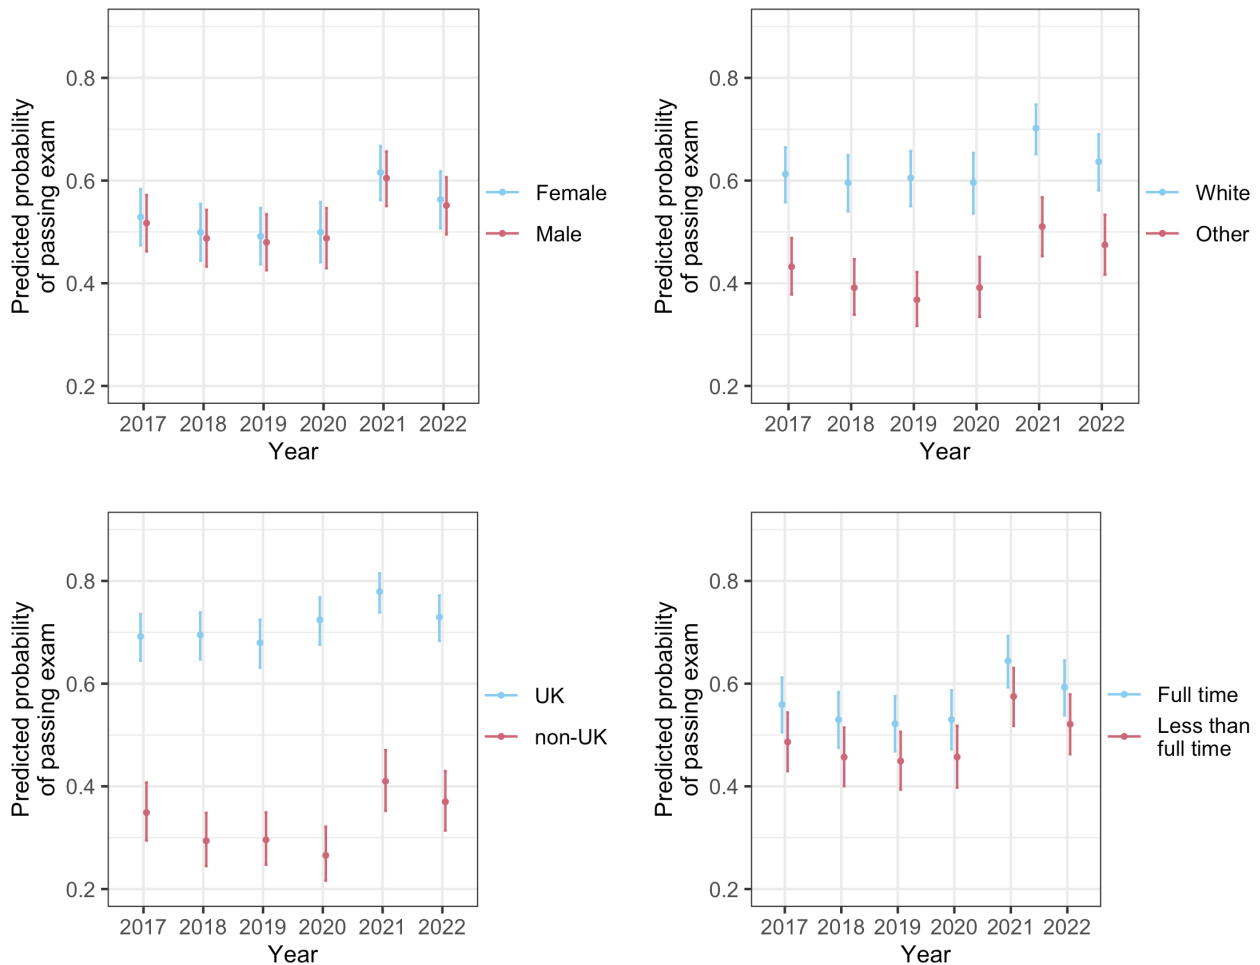 Predicted probability
of passing exam
0.8
0.6
0.4
0.2
2017 2018 2019 2020 2021 2022
Year
Female
Male
Predicted probability
of passing exam
0.8
0.6
0.4
0.2
2017 2018 2019 2020 2021 2022
Year
White
Other
Predicted probability
of passing exam
0.8
0.6
0.4
0.2
2017 2018 2019 2020 2021 2022
Year
UK
non-UK
Predicted probability
of passing exam
0.8
0.6
0.4
0.2
2017 2018 2019 2020 2021 2022
Year
Full time
Less than
full time